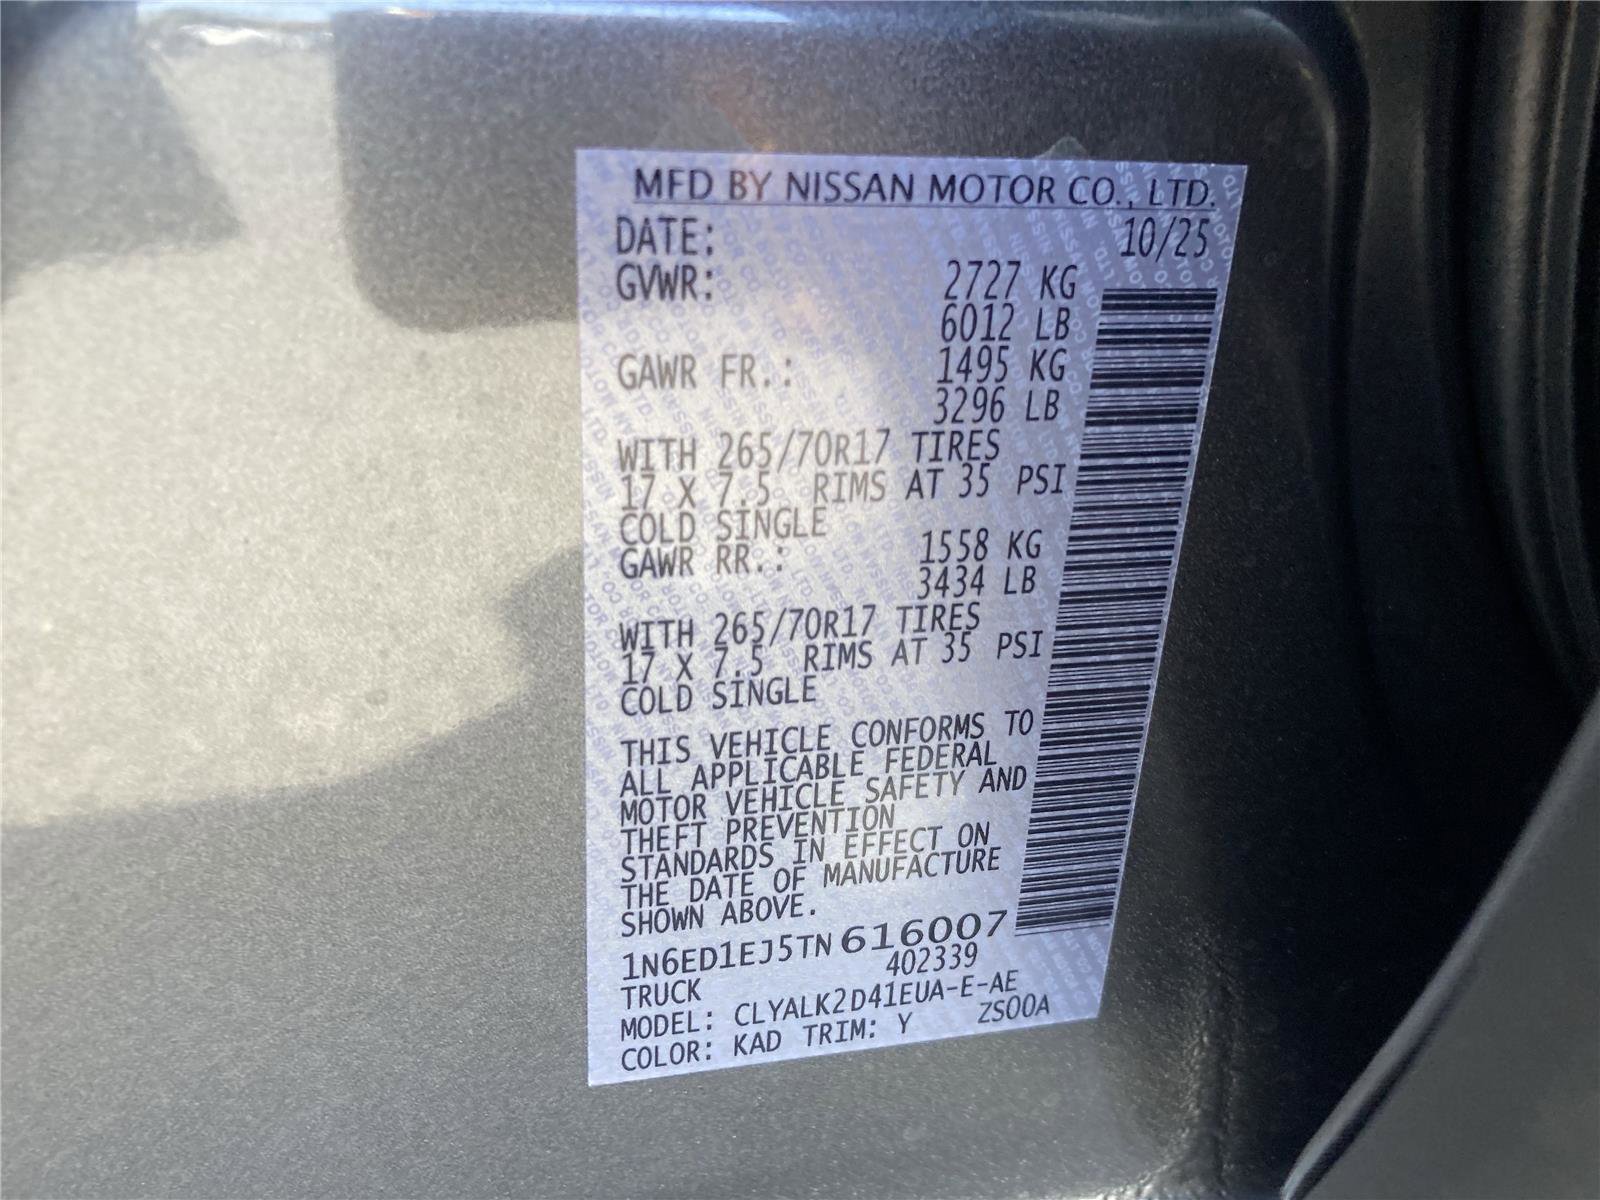 MFD BY NISSAN MOTOR CO., LTD.
DATE: 10/25
GVWR: 2727 KG
6012 LB
GAWR FR.: 1495 KG
3296 LB
WITH 265/70R17 TIRES
17 X 7.5 RIMS AT 35 PSI
COLD SINGLE
GAWR RR.: 1558 KG
3434 LB
WITH 265/70R17 TIRES
17 X 7.5 RIMS AT 35 PSI
COLD SINGLE
THIS VEHICLE CONFORMS TO
ALL APPLICABLE FEDERAL
MOTOR VEHICLE SAFETY AND
THEFT PREVENTION
STANDARDS IN EFFECT ON
THE DATE OF MANUFACTURE
SHOWN ABOVE.
1N6ED1EJ5TN616007
TRUCK 402339
MODEL: CLYALK2D41EUA-E-AE
COLOR: KAD TRIM: Y ZS00A